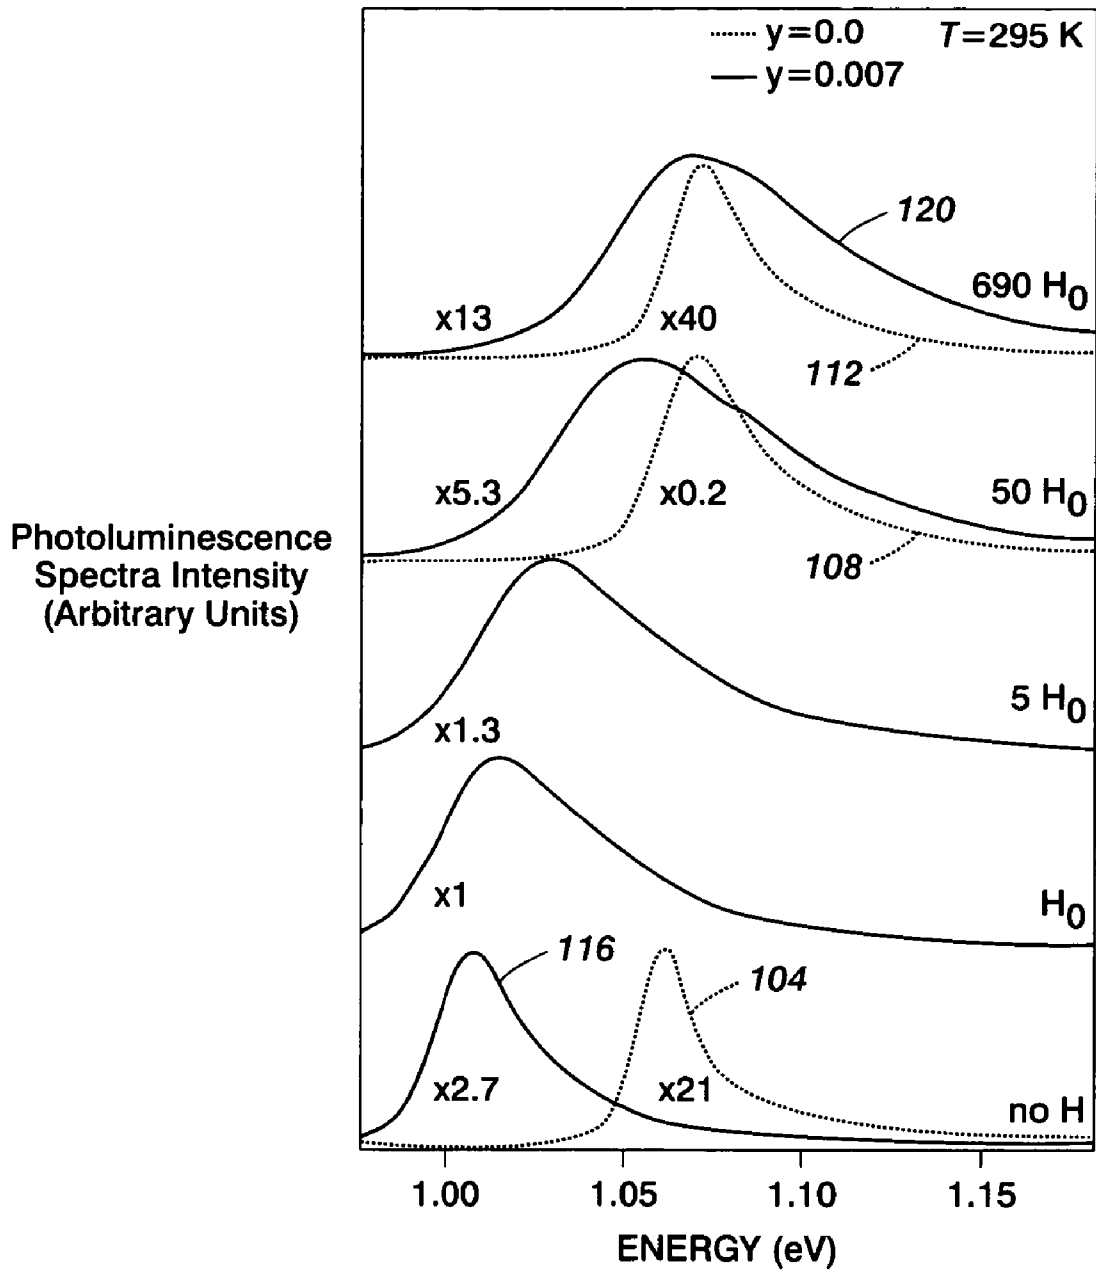 y=0.0 T=295 K
y=0.007
120
690 H0
x13
x40
112
x5.3
x0.2
50 H0
108
Photoluminescence
Spectra Intensity
(Arbitrary Units)
5 H0
x1.3
x1
H0
116
104
x2.7
x21
no H
1.00 1.05 1.10 1.15
ENERGY (eV)